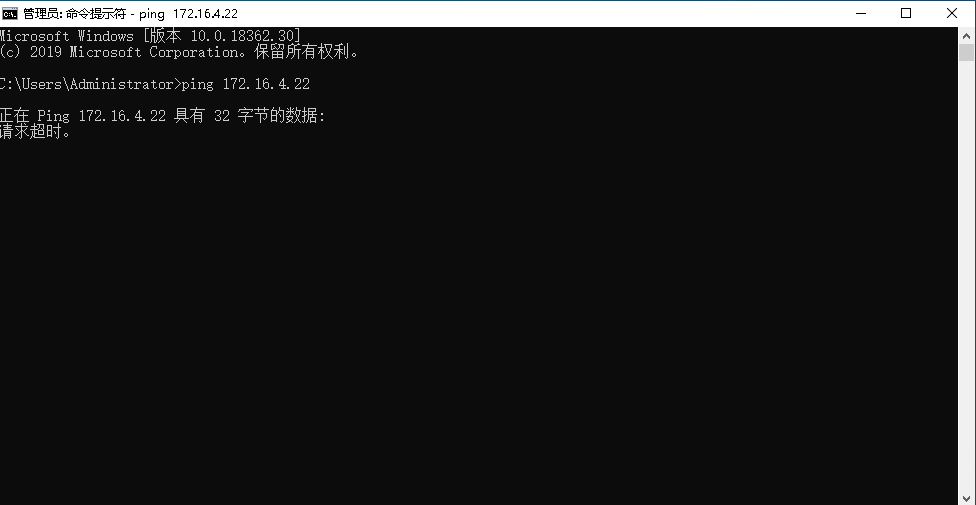 管理员: 命令提示符 - ping  172.16.4.22
Microsoft Windows [版本 10.0.18362.30]
(c) 2019 Microsoft Corporation。保留所有权利。
C:\Users\Administrator>ping 172.16.4.22
正在 Ping 172.16.4.22 具有 32 字节的数据:
请求超时。